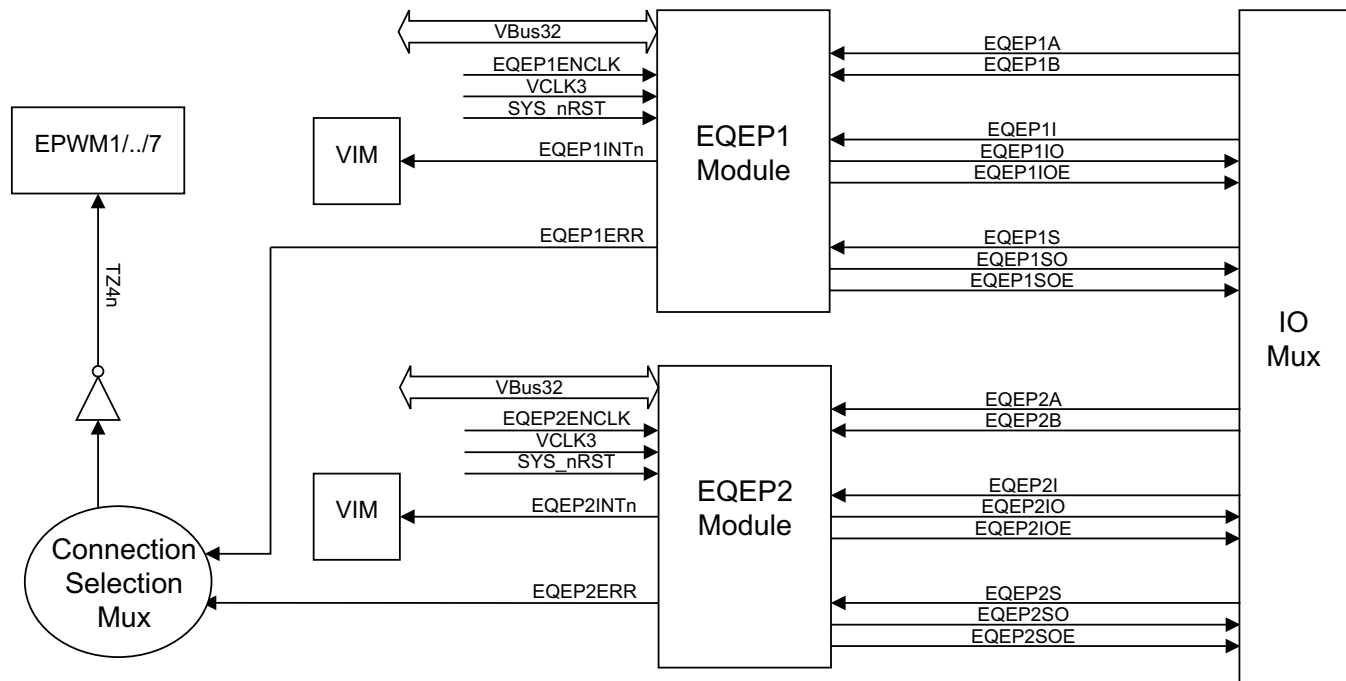 VBus32
EQEP1ENCLK
VCLK3
SYS_nRST
EQEP1INTn
EQEP1ERR
EQEP1
Module
EQEP1A
EQEP1B
EQEP1I
EQEP1IO
EQEP1IOE
EQEP1S
EQEP1SO
EQEP1SOE
EPWM1/../7
VIM
TZ4n
IO
Mux
VBus32
EQEP2ENCLK
VCLK3
SYS_nRST
EQEP2INTn
EQEP2ERR
EQEP2
Module
EQEP2A
EQEP2B
EQEP2I
EQEP2IO
EQEP2IOE
EQEP2S
EQEP2SO
EQEP2SOE
VIM
Connection
Selection
Mux